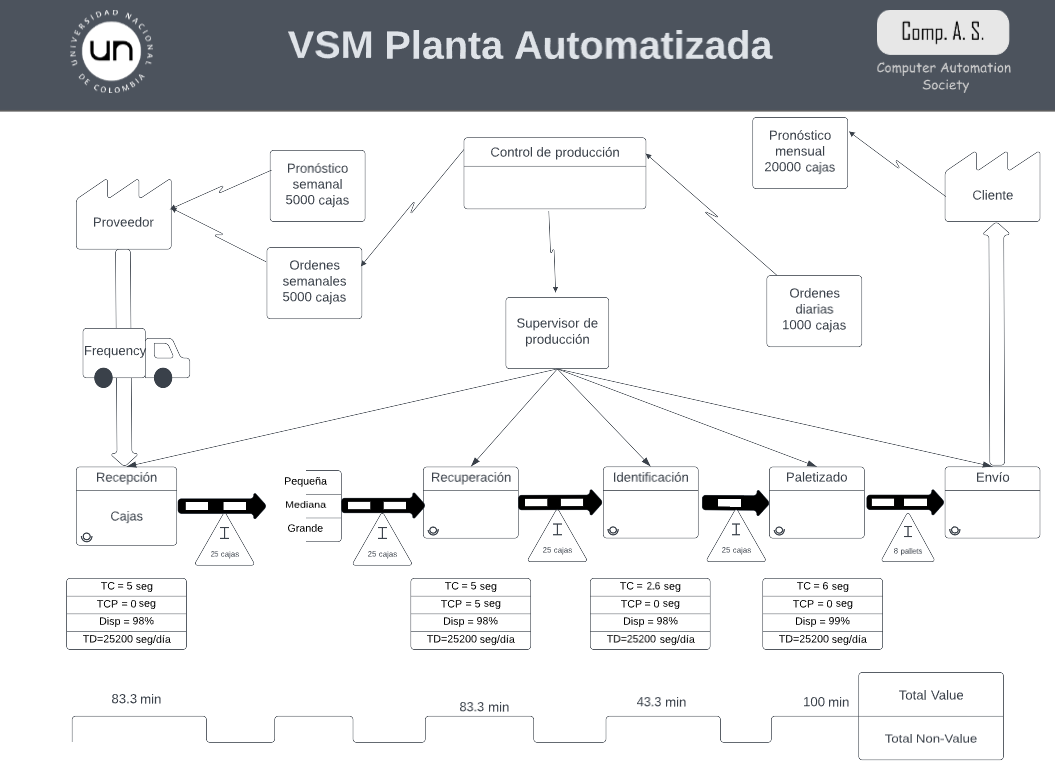 UNIVERSIDAD NACIONAL
un
DE COLOMBIA
VSM Planta Automatizada
Comp. A. S.
Computer Automation
Society
Pronóstico
mensual
20000 cajas
Control de producción
Pronóstico
semanal
5000 cajas
Cliente
Proveedor
Ordenes
semanales
5000 cajas
Ordenes
diarias
1000 cajas
Supervisor de
producción
Frequency
Recepción
Cajas
Pequeña
Mediana
Grande
Recuperación
Identificación
Paletizado
Envío
I
25 cajas
I
25 cajas
I
25 cajas
I
25 cajas
I
8 pallets
TC = 5 seg
TCP = 0 seg
Disp = 98%
TD=25200 seg/día
TC = 5 seg
TCP = 5 seg
Disp = 98%
TD=25200 seg/día
TC = 2.6 seg
TCP = 0 seg
Disp = 98%
TD=25200 seg/día
TC = 6 seg
TCP = 0 seg
Disp = 99%
TD=25200 seg/día
83.3 min
83.3 min
43.3 min
100 min
Total Value
Total Non-Value